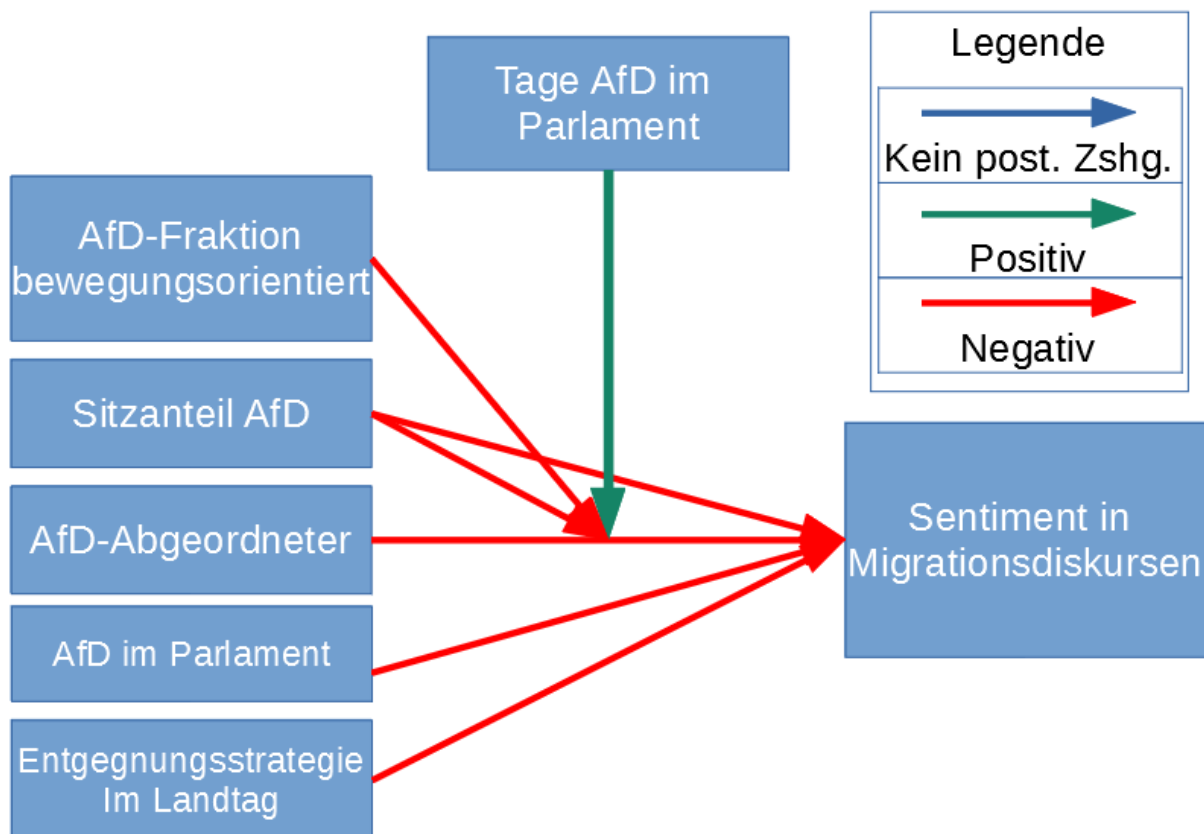 Tage AfD im
Parlament
Legende
Kein post. Zshg.
Positiv
Negativ
AfD-Fraktion
bewegungsorientiert
Sitzanteil AfD
AfD-Abgeordneter
AfD im Parlament
Entgegnungsstrategie
Im Landtag
Sentiment in
Migrationsdiskursen